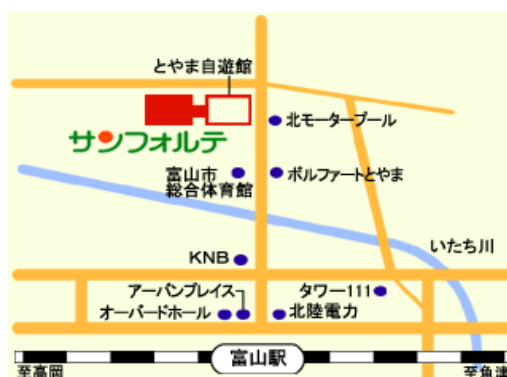 とやま自遊館
北モータープール
サンフォルテ
富山市
総合体育館
ボルファートとやま
いたち川
KNB
アーバンプレイス
タワー111
オーバードホール
北陸電力
富山駅
至高岡
至魚津